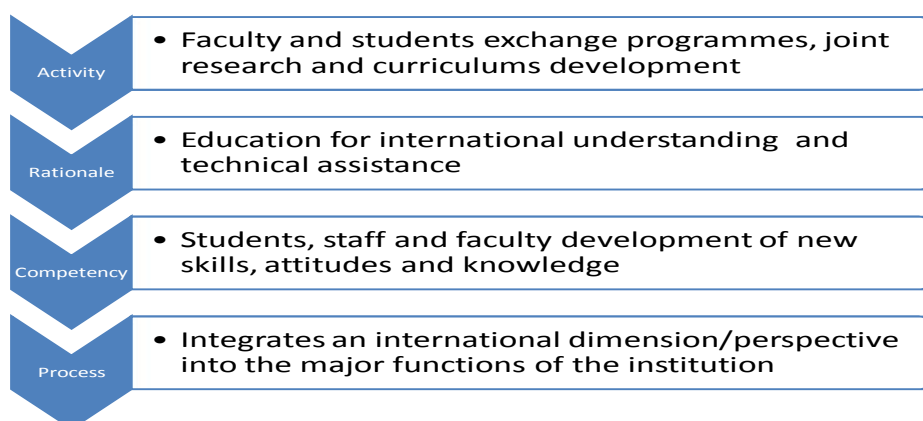 Activity
• Faculty and students exchange programmes, joint
research and curriculums development
Rationale
• Education for international understanding and
technical assistance
Competency
• Students, staff and faculty development of new
skills, attitudes and knowledge
Process
• Integrates an international dimension/perspective
into the major functions of the institution